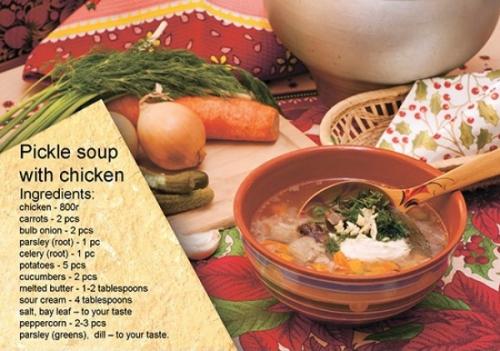 Pickle soup
with chicken
Ingredients:
chicken - 800г
carrots - 2 pcs
bulb onion - 2 pcs
parsley (root) - 1 pc
celery (root) - 1 pc
potatoes - 5 pcs
cucumbers - 2 pcs
melted butter - 1-2 tablespoons
sour cream - 4 tablespoons
salt, bay leaf – to your taste
peppercorn - 2-3 pcs
parsley (greens),  dill – to your taste.